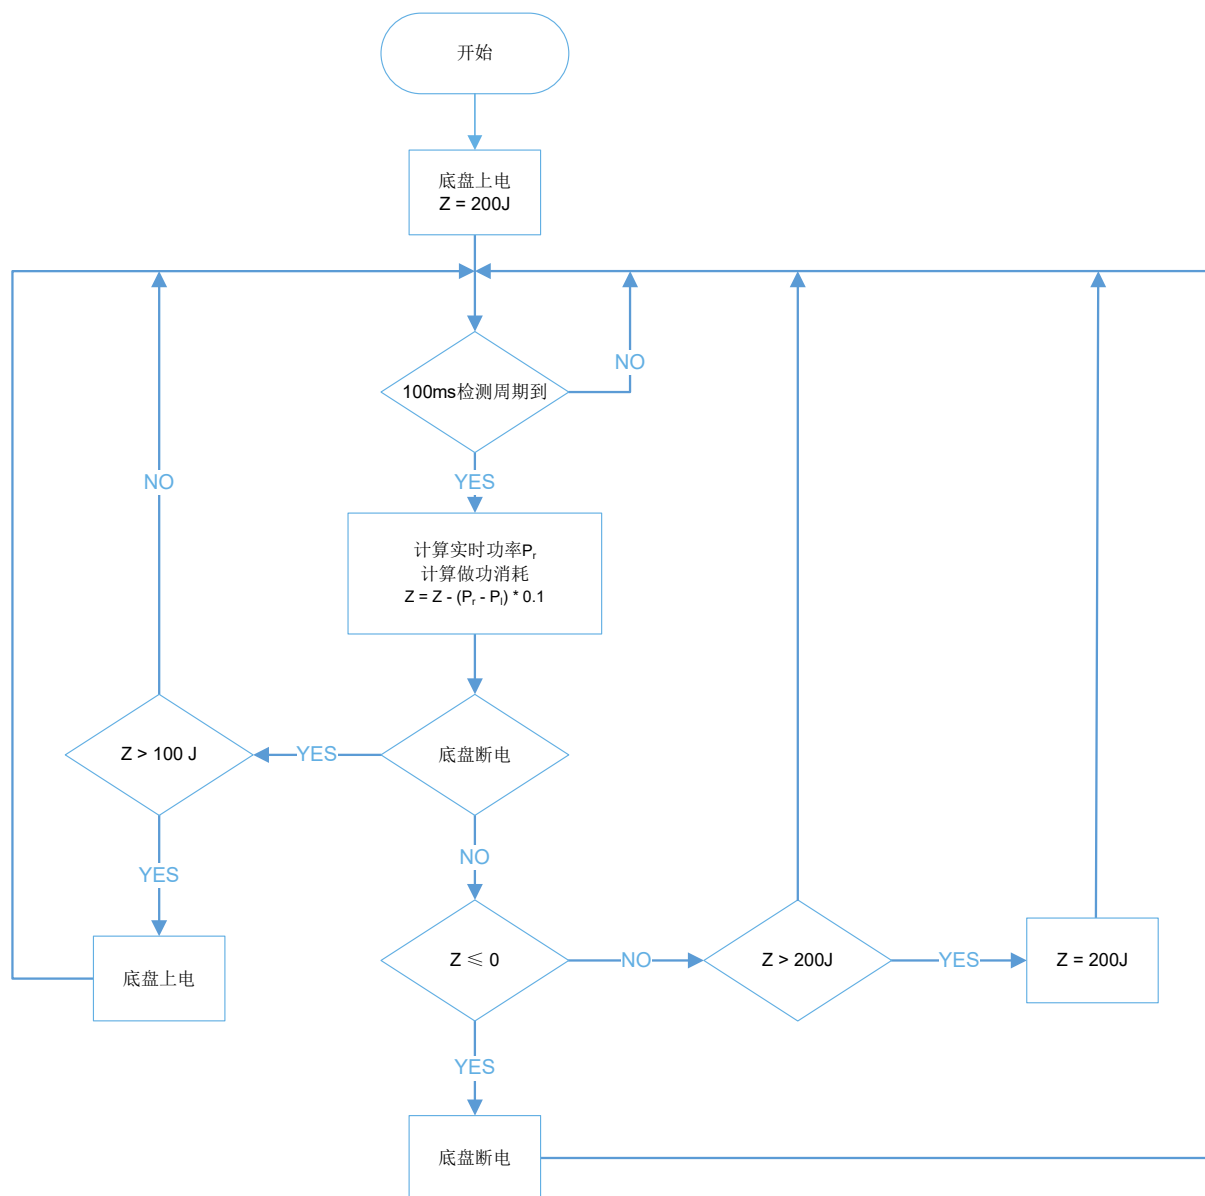 开始
底盘上电
Z = 200J
100ms检测周期到
NO
YES
NO
计算实时功率Pr
计算做功消耗
Z = Z - (Pr - Pl) * 0.1
Z > 100 J
YES
底盘断电
YES
NO
底盘上电
Z ≤ 0
NO
Z > 200J
YES
Z = 200J
YES
底盘断电